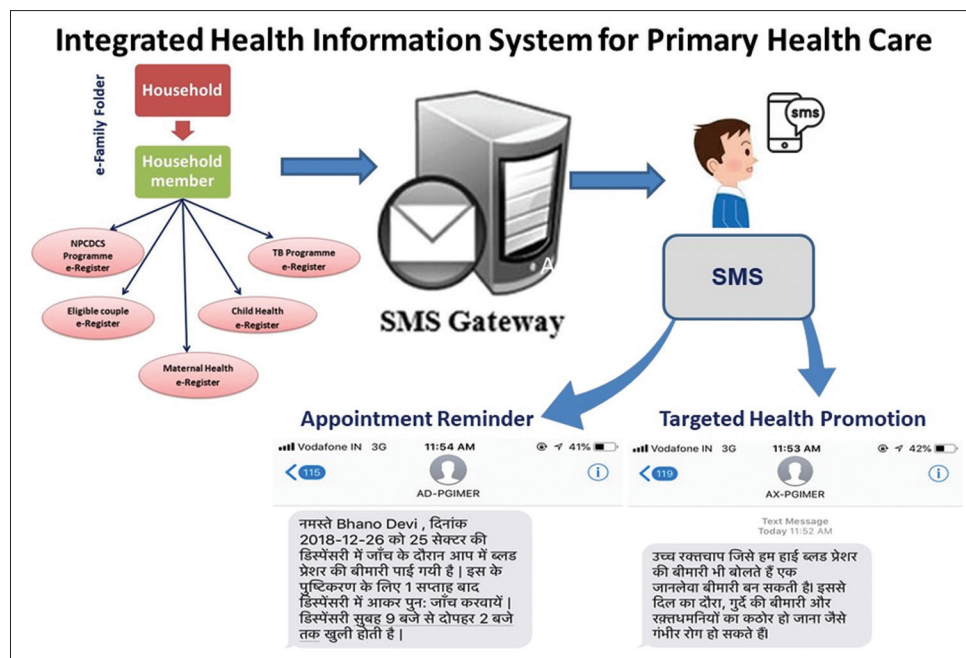 Integrated Health Information System for Primary Health Care
e-Family Folder
Household
Household
member
NPCDCS
Programme
e-Register
TB Programme
e-Register
Eligible couple
e-Register
Child Health
e-Register
Maternal Health
e-Register
A
SMS Gateway
sms
SMS
Appointment Reminder
Vodafone IN 3G 11:54 AM 41%
115
AD-PGIMER
नमस्ते Bhano Devi , दिनांक
2018-12-26 को 25 सेक्टर की
डिस्पेंसरी में जाँच के दौरान आप में ब्लड
प्रेशर की बीमारी पाई गयी है | इस के
पुष्टिकरण के लिए 1 सप्ताह बाद
डिस्पेंसरी में आकर पुन: जाँच करवायें |
डिस्पेंसरी सुबह 9 बजे से दोपहर 2 बजे
तक खुली होती है |
Targeted Health Promotion
Vodafone IN 3G 11:53 AM 42%
119
AX-PGIMER
Text Message
Today 11:52 AM
उच्च रक्तचाप जिसे हम हाई ब्लड प्रेशर
की बीमारी भी बोलते हैं एक
जानलेवा बीमारी बन सकती है। इससे
दिल का दौरा, गुर्दे की बीमारी और
रक्तधमनियों का कठोर हो जाना जैसे
गंभीर रोग हो सकते हैं।